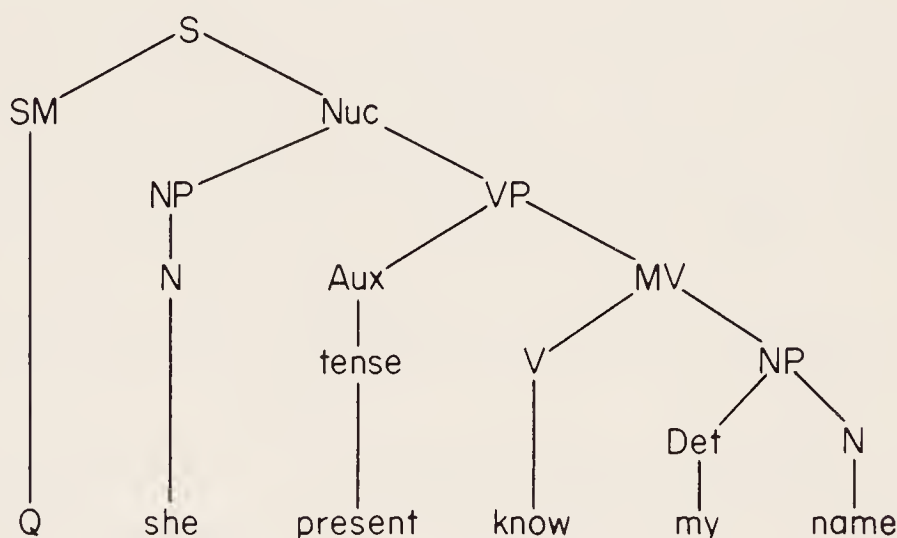 S
SM Nuc
NP VP
N Aux MV
tense V NP
Det N
Q she present know my name